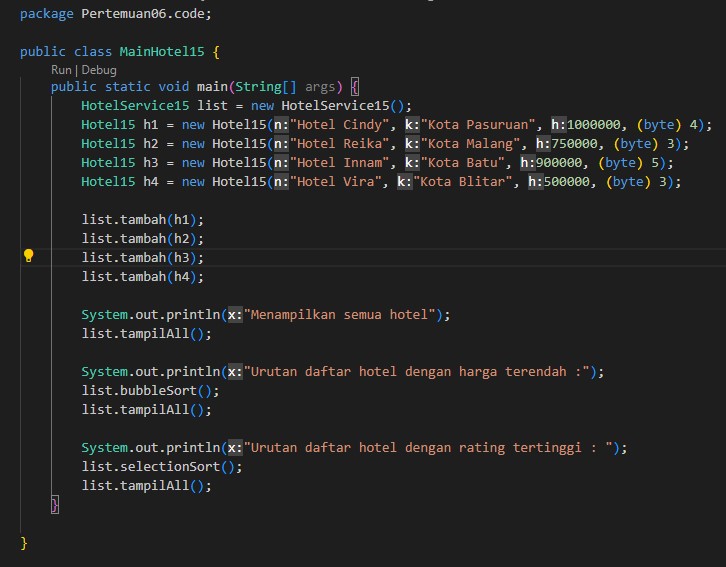 package Pertemuan06.code;
public class MainHotel15 {
Run | Debug
public static void main(String[] args) {
HotelService15 list = new HotelService15();
Hotel15 h1 = new Hotel15(n:"Hotel Cindy", k:"Kota Pasuruan", h:1000000, (byte) 4);
Hotel15 h2 = new Hotel15(n:"Hotel Reika", k:"Kota Malang", h:750000, (byte) 3);
Hotel15 h3 = new Hotel15(n:"Hotel Innam", k:"Kota Batu", h:900000, (byte) 5);
Hotel15 h4 = new Hotel15(n:"Hotel Vira", k:"Kota Blitar", h:500000, (byte) 3);
list.tambah(h1);
list.tambah(h2);
list.tambah(h3);
list.tambah(h4);
System.out.println(x:"Menampilkan semua hotel");
list.tampilAll();
System.out.println(x:"Urutan daftar hotel dengan harga terendah :");
list.bubbleSort();
list.tampilAll();
System.out.println(x:"Urutan daftar hotel dengan rating tertinggi : ");
list.selectionSort();
list.tampilAll();
}
}